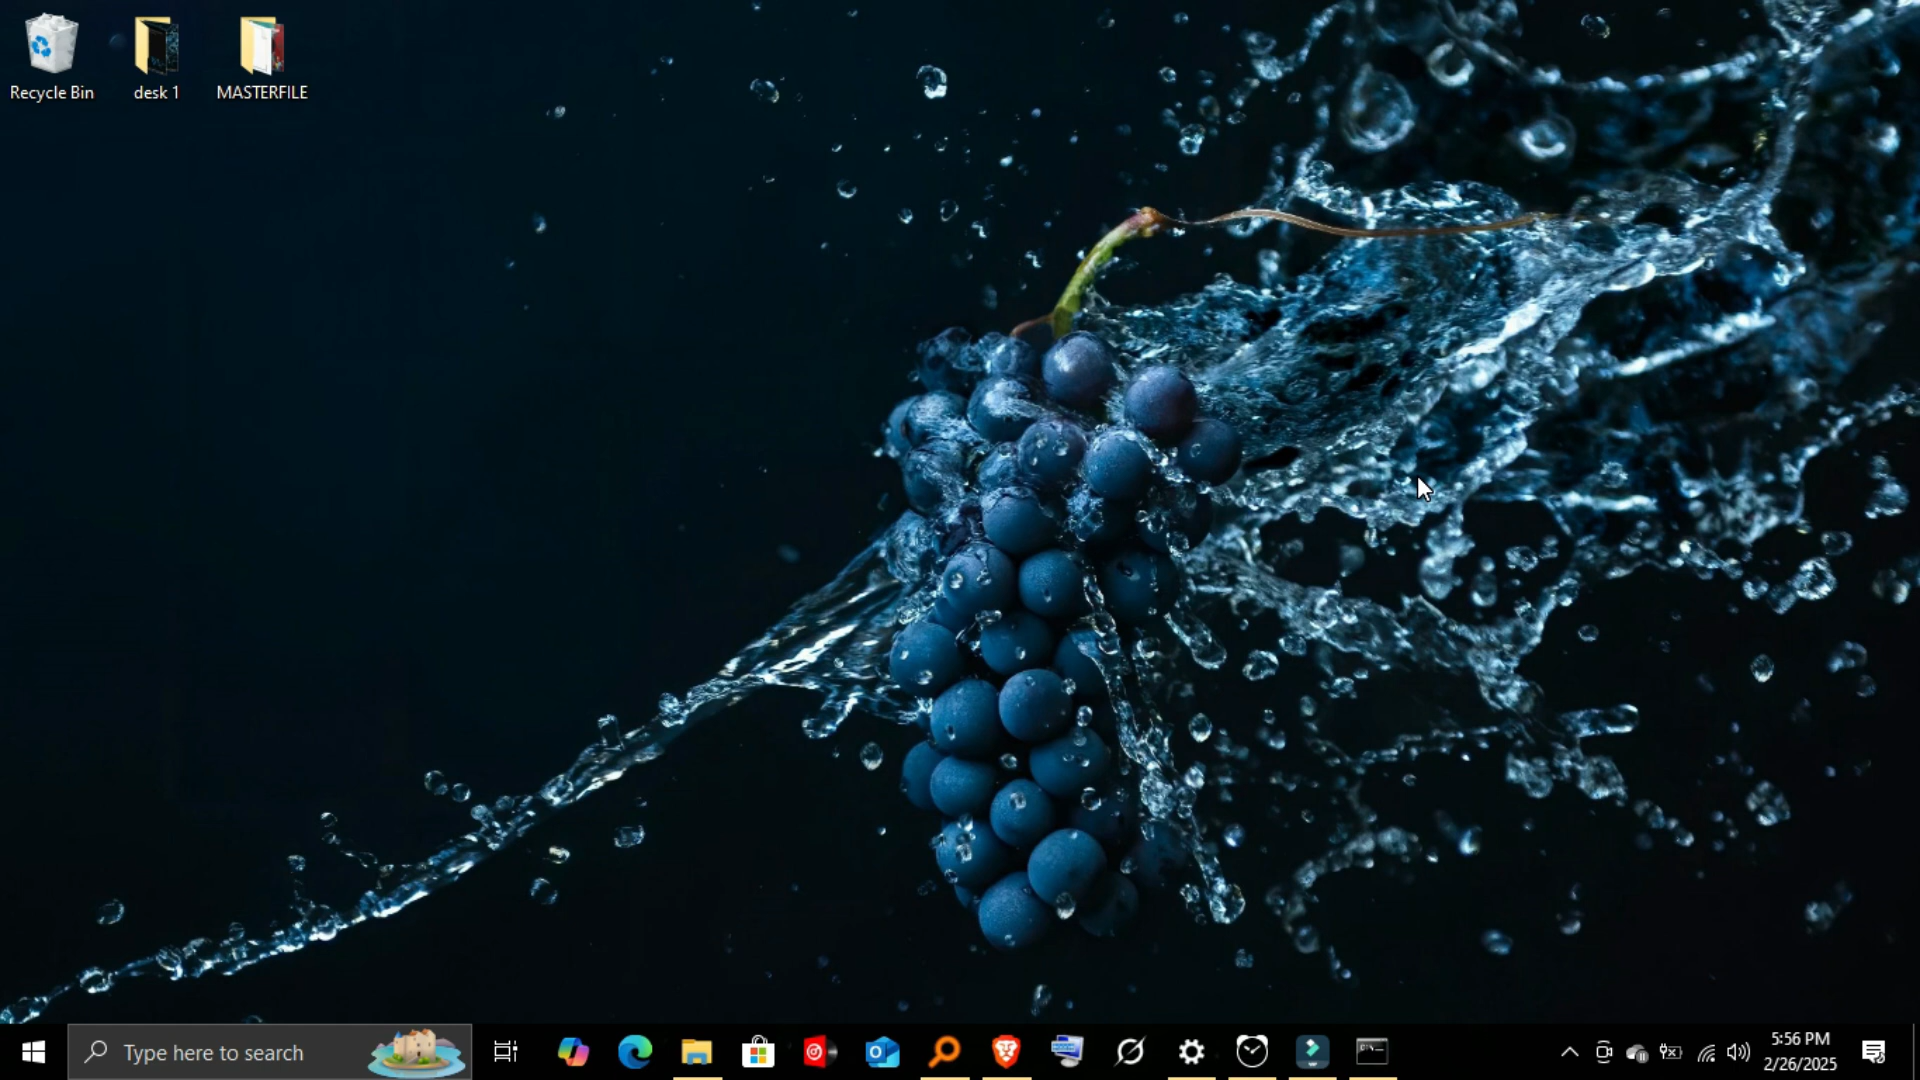 Recycle Bin
desk 1
MASTERFILE
Type here to search
5:56 PM
2/26/2025